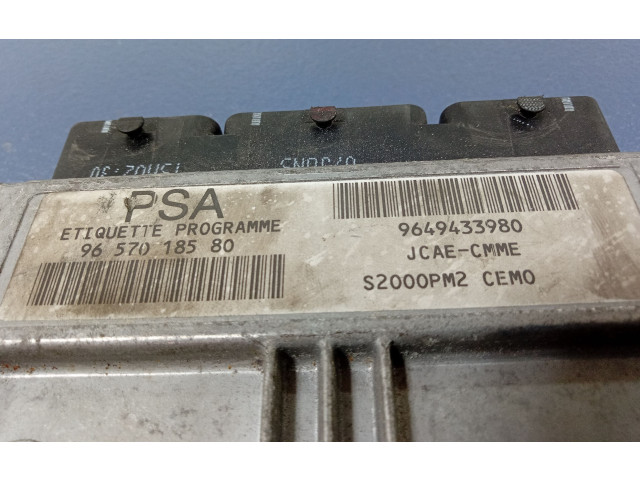 PSA
ETIQUETTE PROGRAMME
96 570 185 80
9649433980
JCAE-CMME
S2000PM2 CEMO